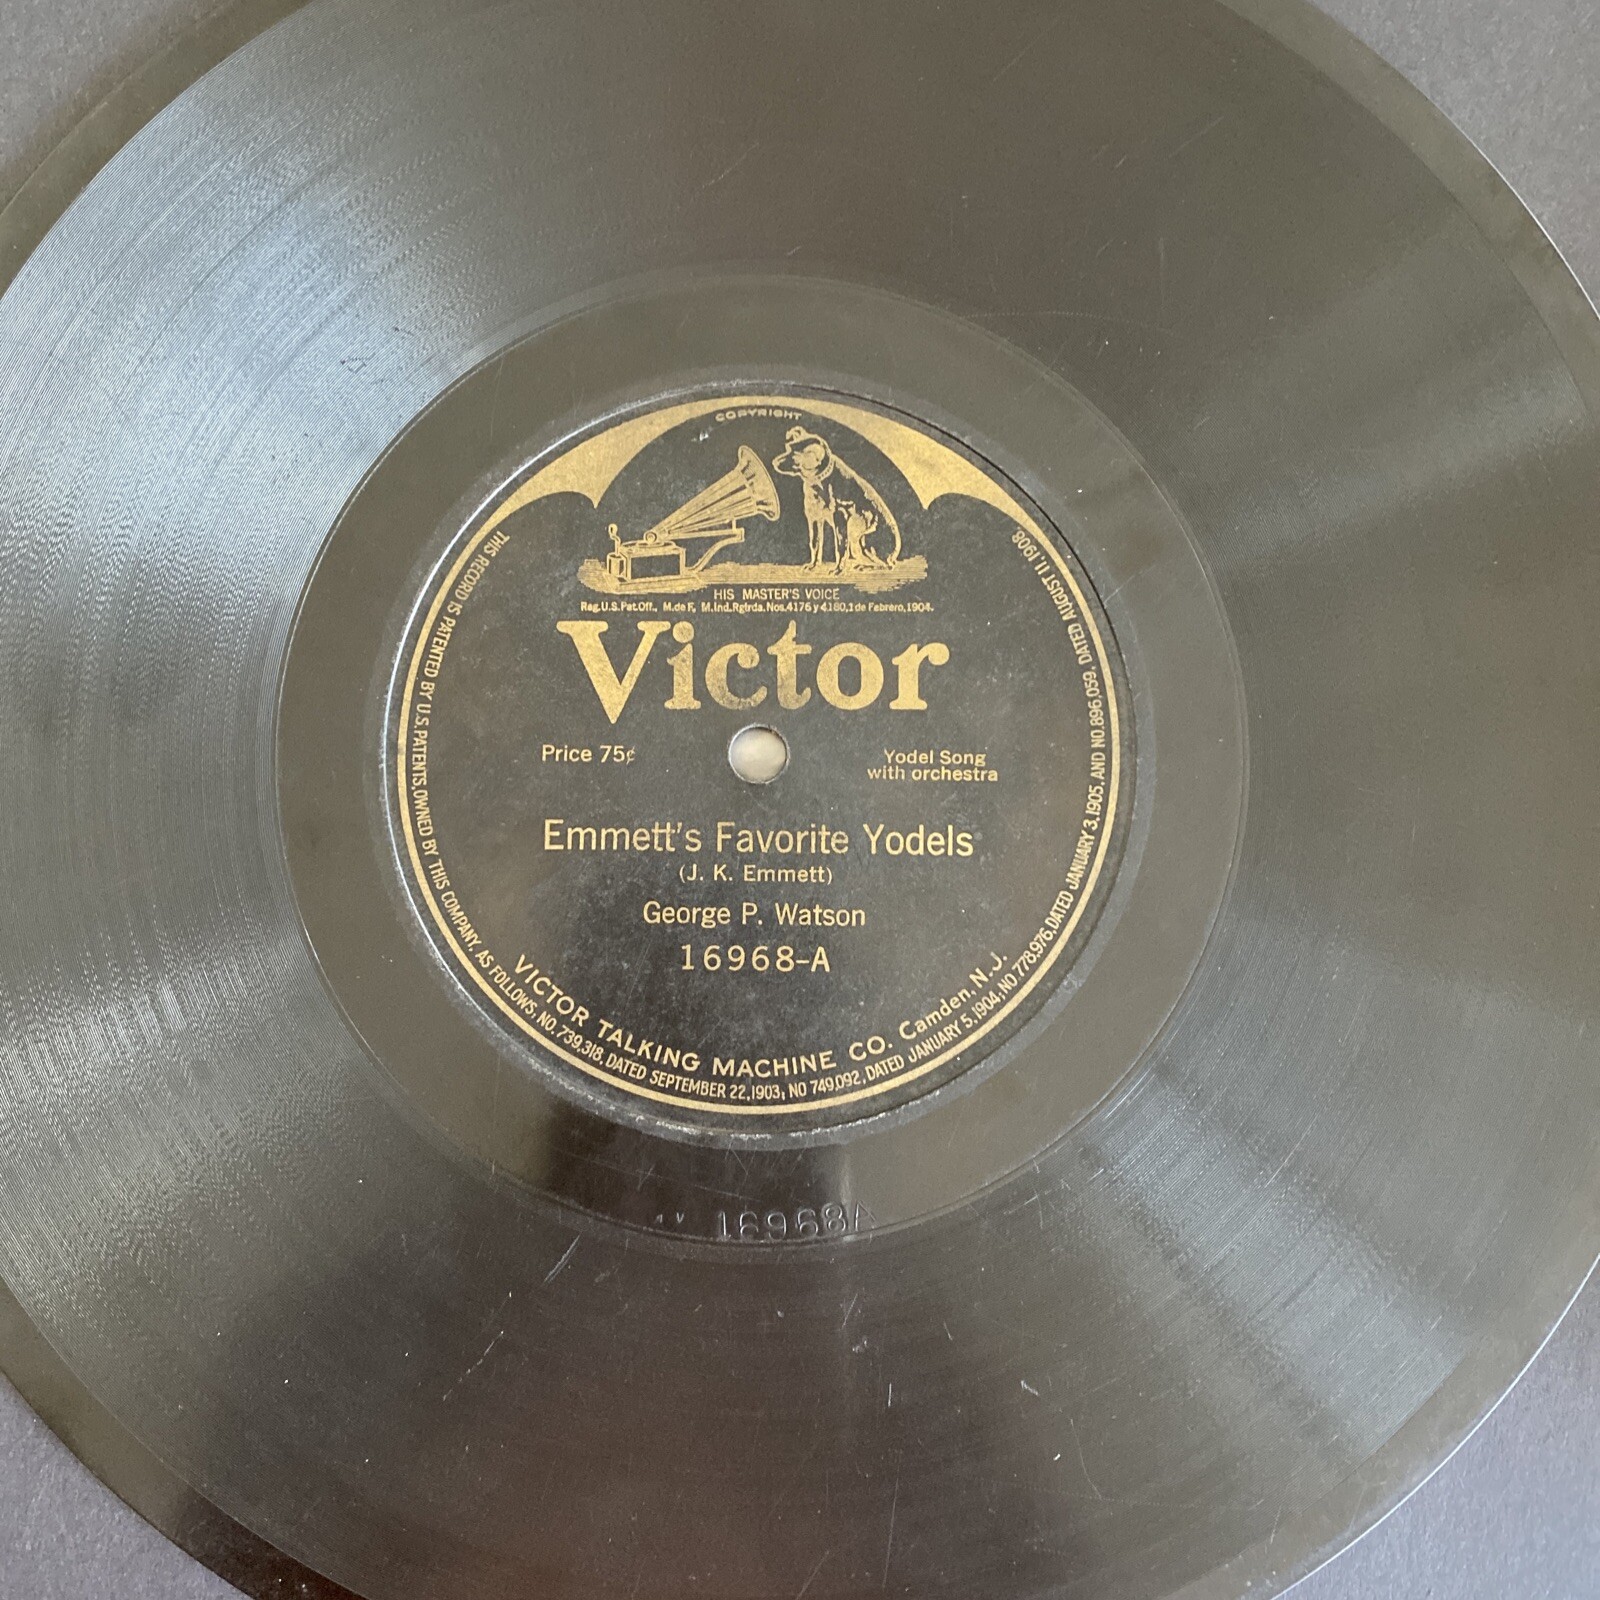 COPYRIGHT
HIS MASTER'S VOICE
Reg.U.S.Pat.Off., M.de F., M.Ind.Rgtrda.Nos.4176 y 4180,1 de Febrero,1904.
Victor
Price 75¢
Yodel Song
with orchestra
Emmett's Favorite Yodels
(J. K. Emmett)
George P. Watson
16968-A
VICTOR TALKING MACHINE CO. Camden, N.J.
THIS RECORD IS PATENTED BY U.S.PATENTS, OWNED BY THIS COMPANY, AS FOLLOWS, NO. 739,318, DATED SEPTEMBER 22,1903; NO 749,092, DATED JANUARY 5,1904; NO.778,976, DATED JANUARY 3,1905, AND NO.896,059, DATED AUGUST 11,1908.
16968A